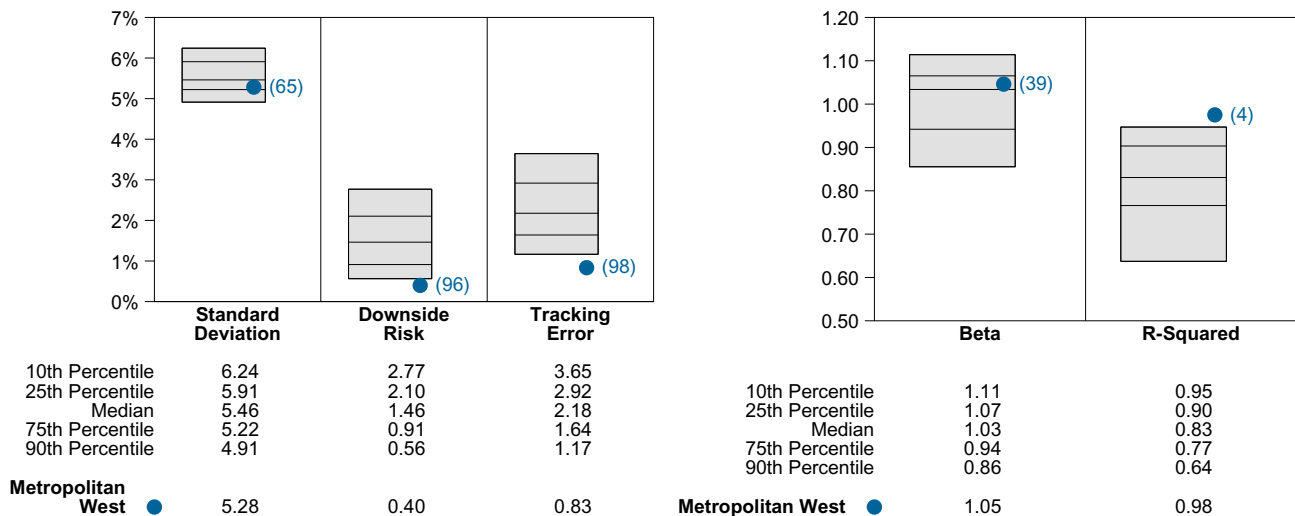 7%
6%
5%
4%
3%
2%
1%
0%
(65)
(96)
(98)
Standard Deviation
Downside Risk
Tracking Error
10th Percentile 6.24 2.77 3.65
25th Percentile 5.91 2.10 2.92
Median 5.46 1.46 2.18
75th Percentile 5.22 0.91 1.64
90th Percentile 4.91 0.56 1.17
Metropolitan
West 5.28 0.40 0.83
1.20
1.10
1.00
0.90
0.80
0.70
0.60
0.50
(39)
(4)
Beta R-Squared
10th Percentile 1.11 0.95
25th Percentile 1.07 0.90
Median 1.03 0.83
75th Percentile 0.94 0.77
90th Percentile 0.86 0.64
Metropolitan West 1.05 0.98